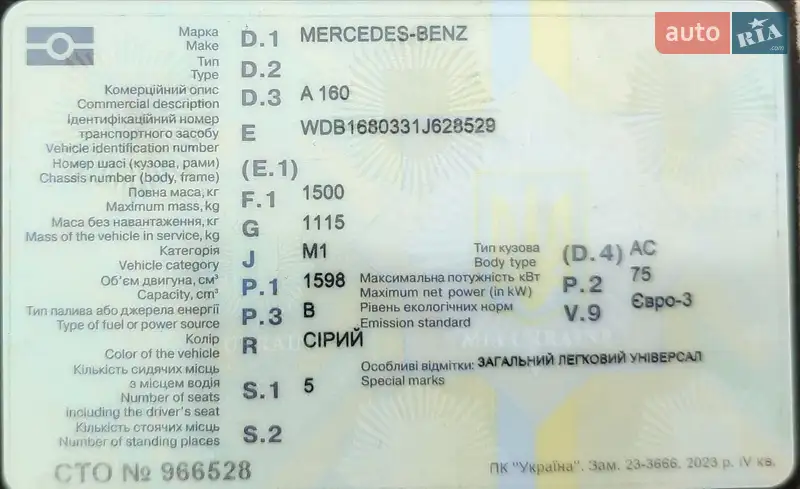 auto RIA.com
Марка
Make D.1 MERCEDES-BENZ
Тип
Type D.2
Комерційний опис
Commercial description D.3 A 160
Ідентифікаційний номер
транспортного засобу
Vehicle identification number E WDB1680331J628529
Номер шасі (кузова, рами)
Chassis number (body, frame) (E.1)
Повна маса, кг
Maximum mass, kg F.1 1500
Маса без навантаження, кг
Mass of the vehicle in service, kg G 1115
Категорія
Vehicle category J M1
Тип кузова
Body type (D.4) AC
Об'єм двигуна, см³
Capacity, cm³ P.1 1598
Максимальна потужність кВт
Maximum net power (in kW) P.2 75
Тип палива або джерела енергії
Type of fuel or power source P.3 B
Рівень екологічних норм
Emission standard V.9 Євро-3
Колір
Color of the vehicle R СІРИЙ
Особливі відмітки: ЗАГАЛЬНИЙ ЛЕГКОВИЙ УНІВЕРСАЛ
Special marks
Кількість сидячих місць
з місцем водія
Number of seats
including the driver's seat S.1 5
Кількість стоячих місць
Number of standing places S.2
СТО № 966528
ПК "Україна". Зам. 23-3666. 2023 р. IV кв.